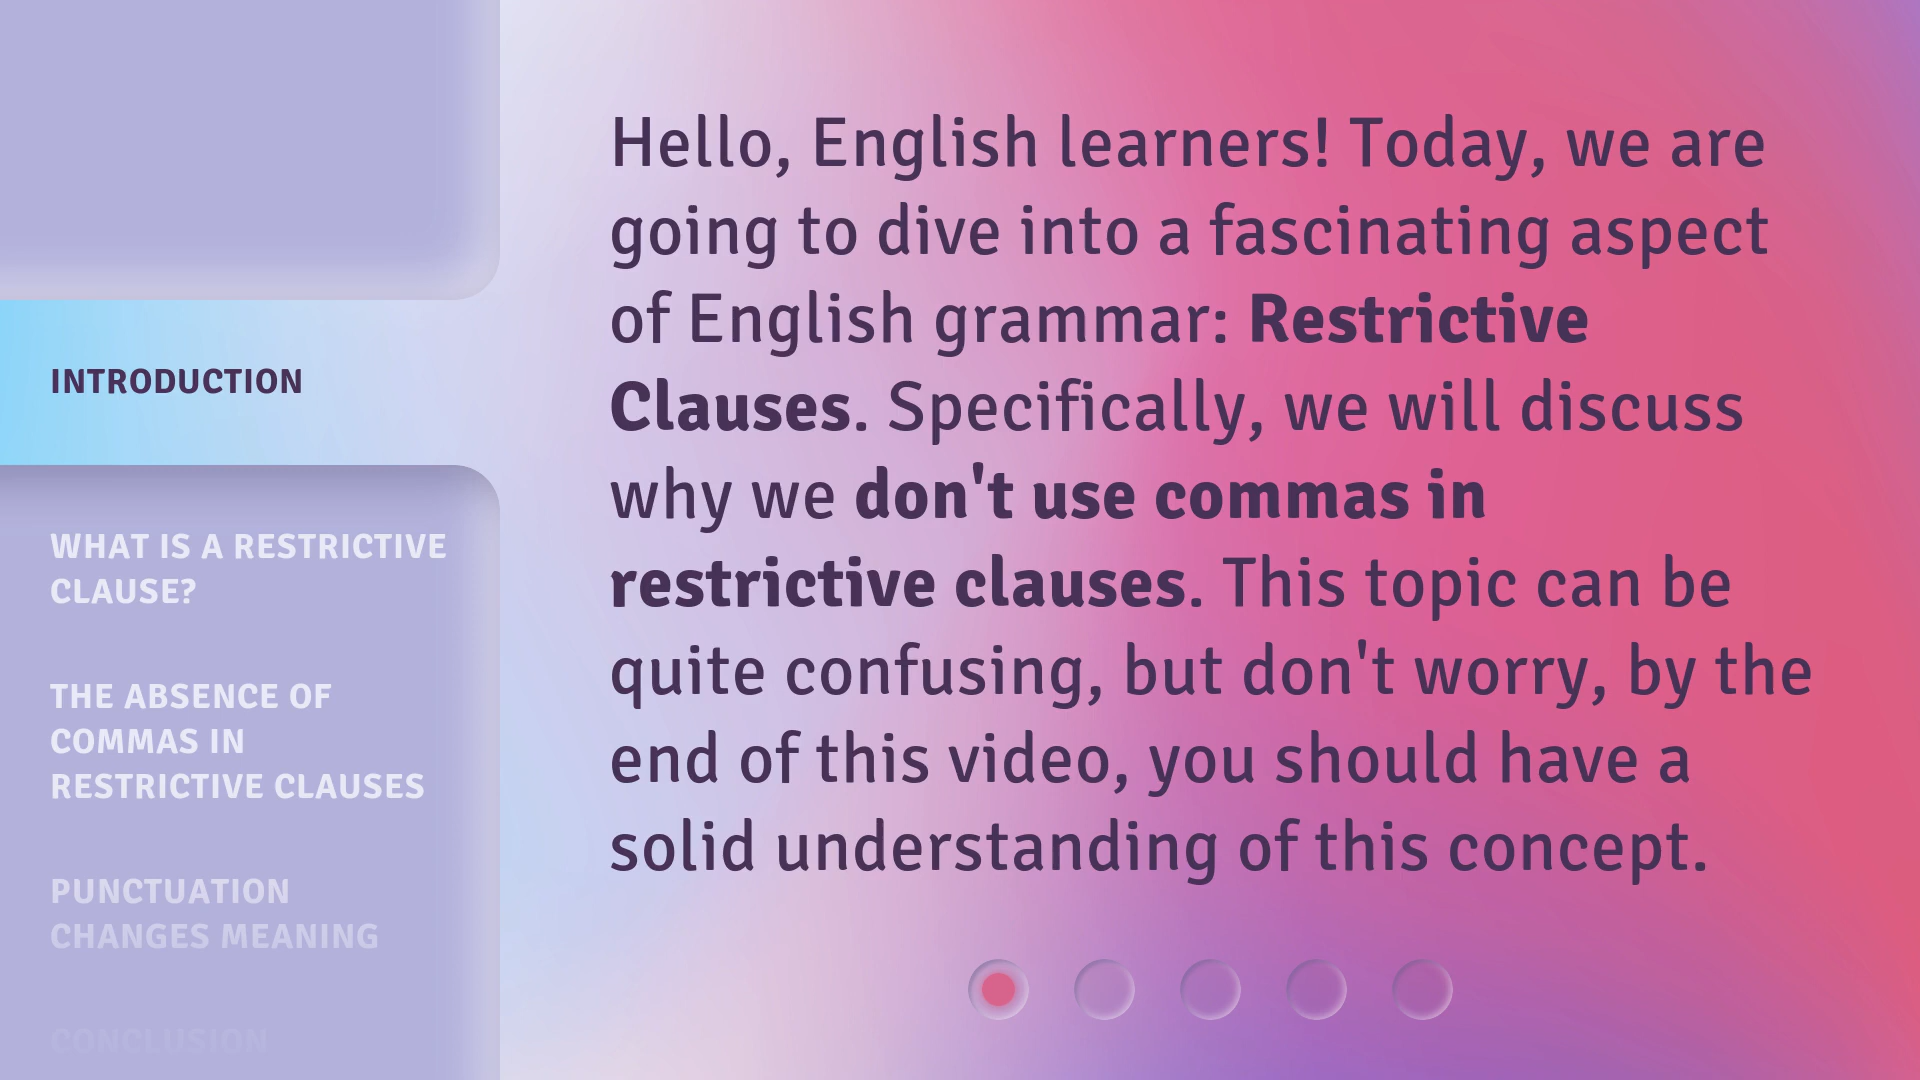 INTRODUCTION
WHAT IS A RESTRICTIVE
CLAUSE?
THE ABSENCE OF
COMMAS IN
RESTRICTIVE CLAUSES
PUNCTUATION
CHANGES MEANING
CONCLUSION
Hello, English learners! Today, we are
going to dive into a fascinating aspect
of English grammar: Restrictive
Clauses. Specifically, we will discuss
why we don't use commas in
restrictive clauses. This topic can be
quite confusing, but don't worry, by the
end of this video, you should have a
solid understanding of this concept.